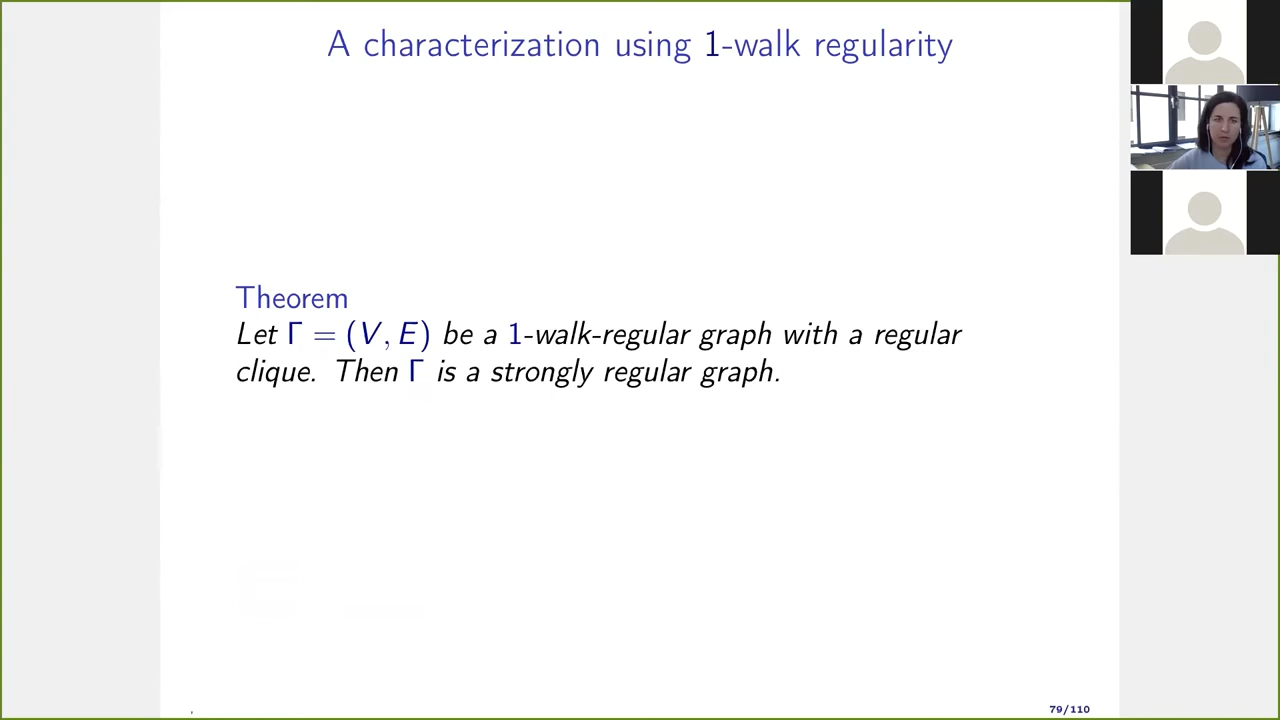 A characterization using 1-walk regularity
Theorem
Let Γ = (V, E) be a 1-walk-regular graph with a regular
clique. Then Γ is a strongly regular graph.
79/110